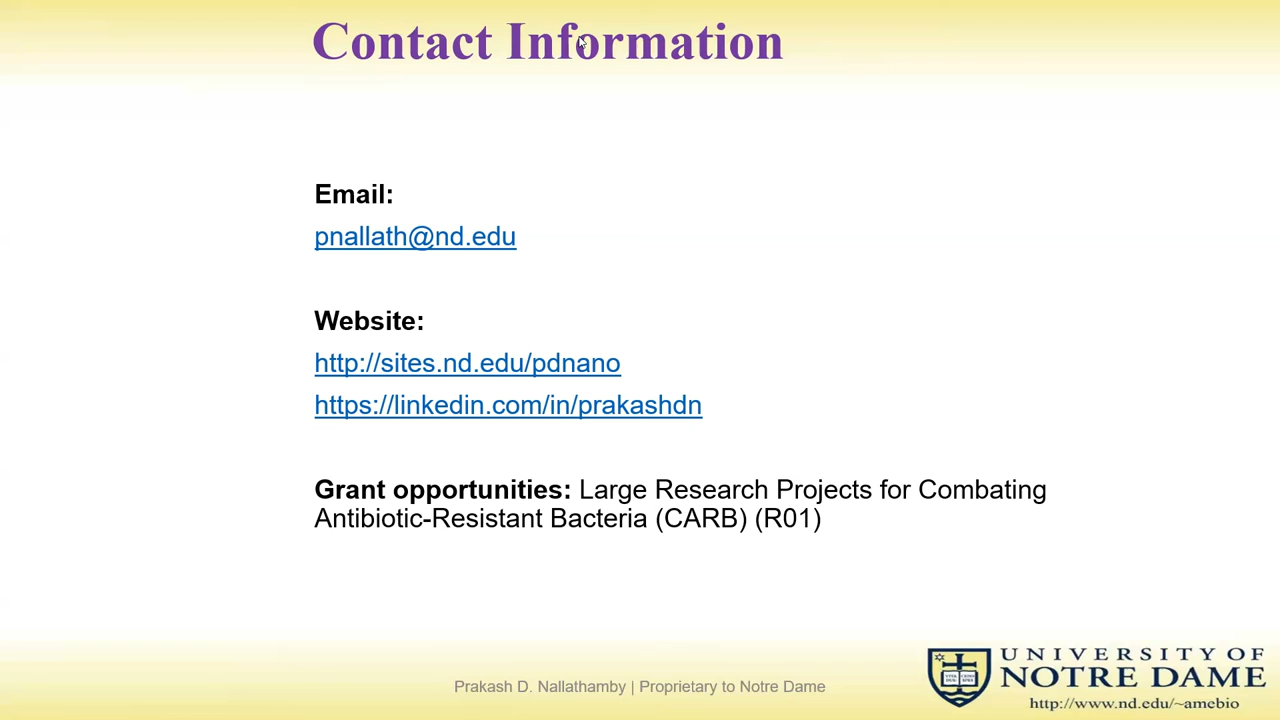 Contact Information
Email:
pnallath@nd.edu
Website:
http://sites.nd.edu/pdnano
https://linkedin.com/in/prakashdn
Grant opportunities: Large Research Projects for Combating
Antibiotic-Resistant Bacteria (CARB) (R01)
Prakash D. Nallathamby | Proprietary to Notre Dame
UNIVERSITY OF
NOTRE DAME
http://www.nd.edu/~amebio